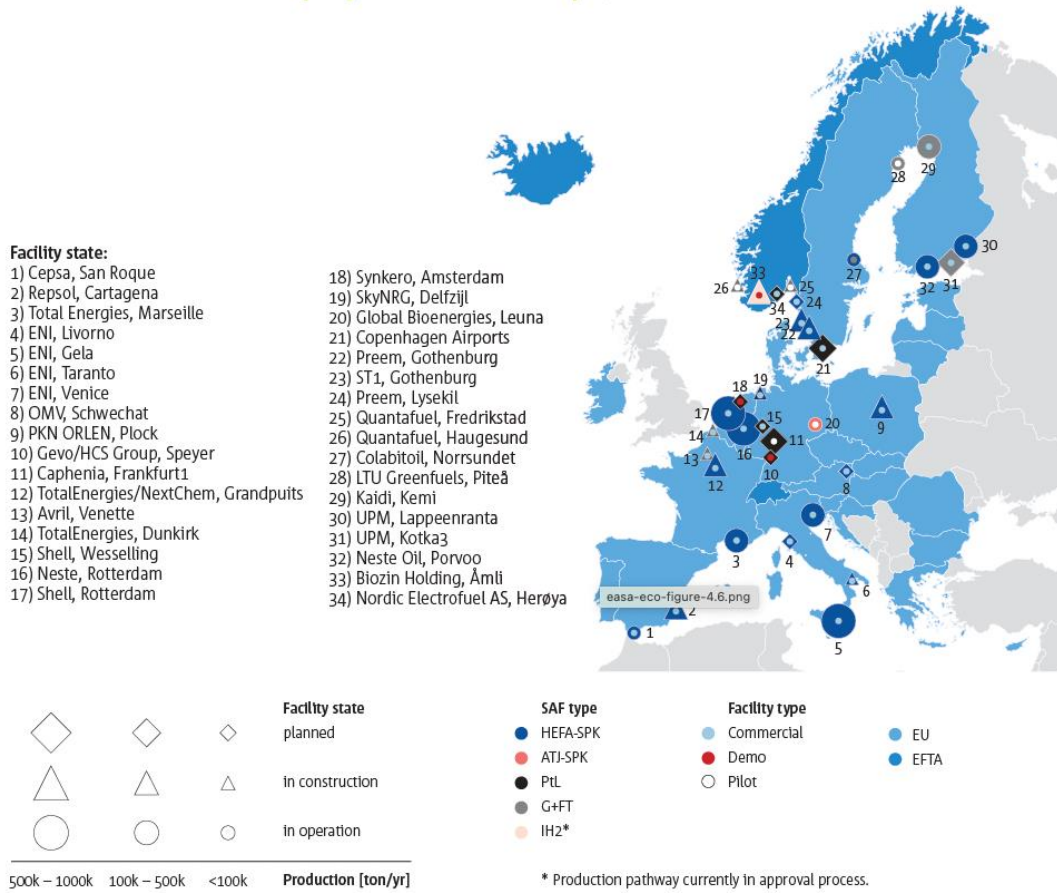 Facility state:
1) Cepsa, San Roque
2) Repsol, Cartagena
3) Total Energies, Marseille
4) ENI, Livorno
5) ENI, Gela
6) ENI, Taranto
7) ENI, Venice
8) OMV, Schwechat
9) PKN ORLEN, Plock
10) Gevo/HCS Group, Speyer
11) Caphenia, Frankfurt1
12) TotalEnergies/NextChem, Grandpuits
13) Avril, Venette
14) TotalEnergies, Dunkirk
15) Shell, Wesselling
16) Neste, Rotterdam
17) Shell, Rotterdam
18) Synkero, Amsterdam
19) SkyNRG, Delfzijl
20) Global Bioenergies, Leuna
21) Copenhagen Airports
22) Preem, Gothenburg
23) ST1, Gothenburg
24) Preem, Lysekil
25) Quantafuel, Fredrikstad
26) Quantafuel, Haugesund
27) Colabitoil, Norrsundet
28) LTU Greenfuels, Piteå
29) Kaidi, Kemi
30) UPM, Lappeenranta
31) UPM, Kotka3
32) Neste Oil, Porvoo
33) Biozin Holding, Åmli
34) Nordic Electrofuel AS, Herøya
28
29
30
32
31
27
33
26
25
34
24
23
22
21
19
18
17
15
14
20
9
16
11
13
10
12
8
7
3
4
6
easa-eco-figure-4.6.png
2
1
5
Facility state
planned
in construction
in operation
500k – 1000k
100k – 500k
<100k
Production [ton/yr]
SAF type
HEFA-SPK
ATJ-SPK
PtL
G+FT
IH2*
Facility type
Commercial
Demo
Pilot
EU
EFTA
* Production pathway currently in approval process.